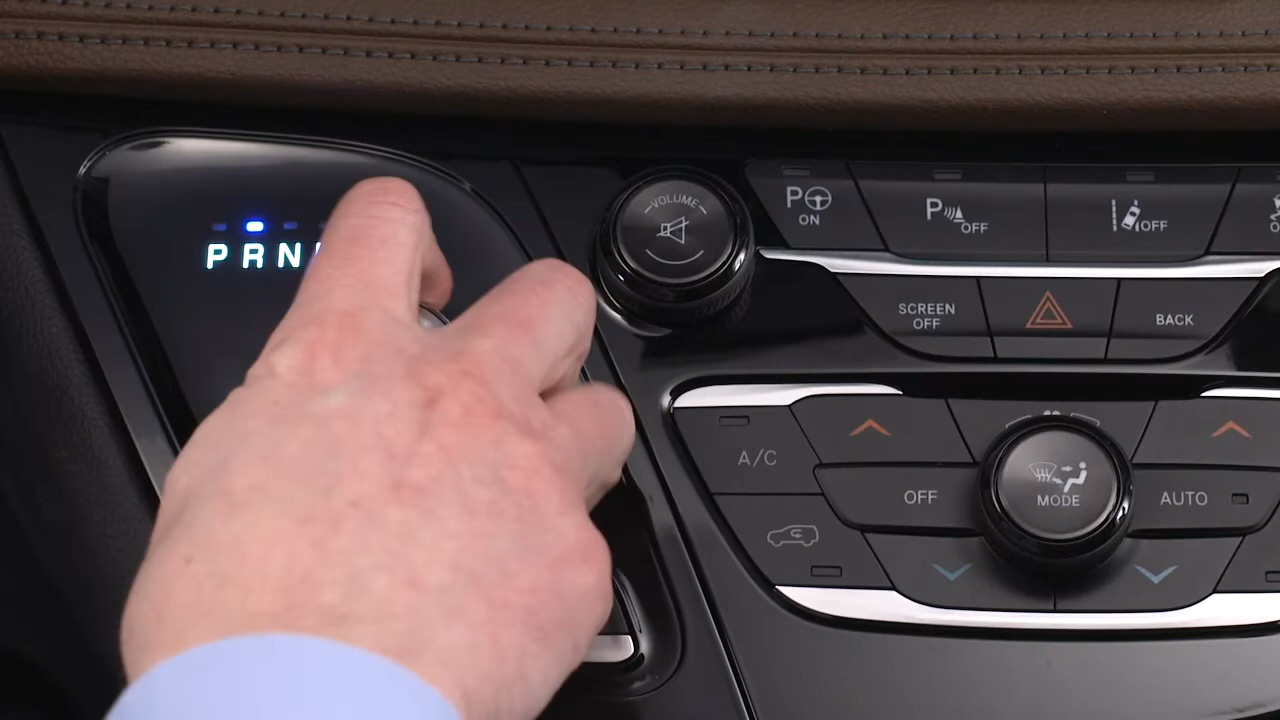 P R N
VOLUME
P
ON
P
OFF
OFF
SCREEN
OFF
BACK
A/C
OFF
MODE
AUTO